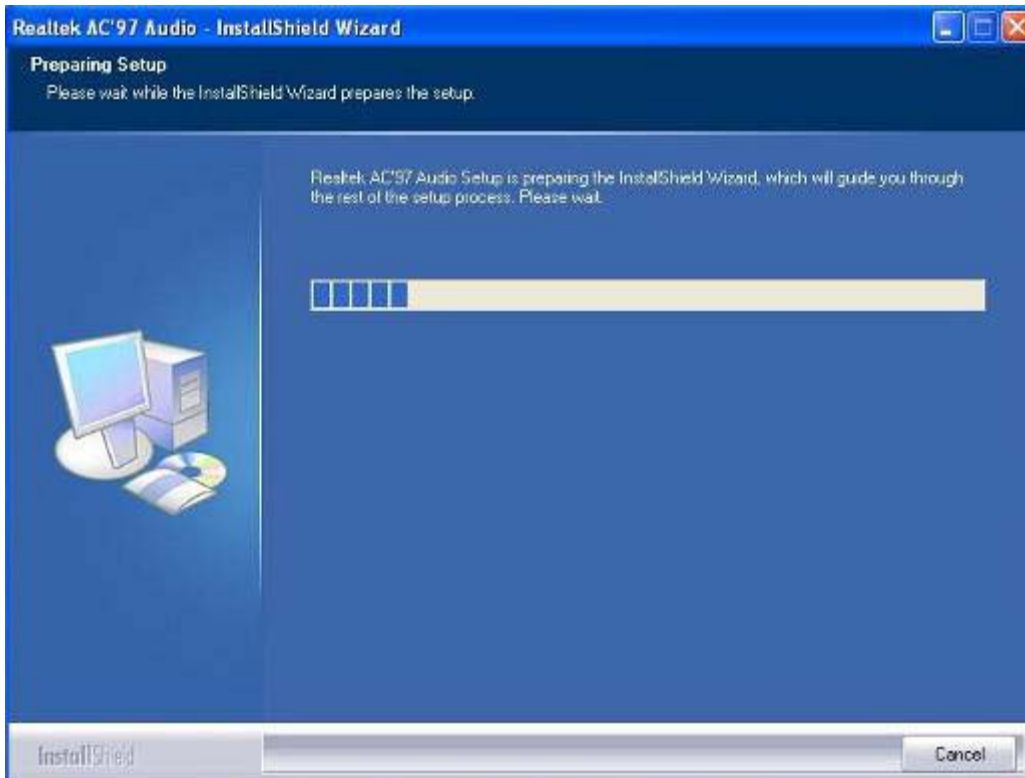 Realtek AC'97 Audio - InstallShield Wizard
Preparing Setup
Please wait while the InstallShield Wizard prepares the setup.
Realtek AC'97 Audio Setup is preparing the InstallShield Wizard, which will guide you through
the rest of the setup process. Please wait.
InstallShield
Cancel